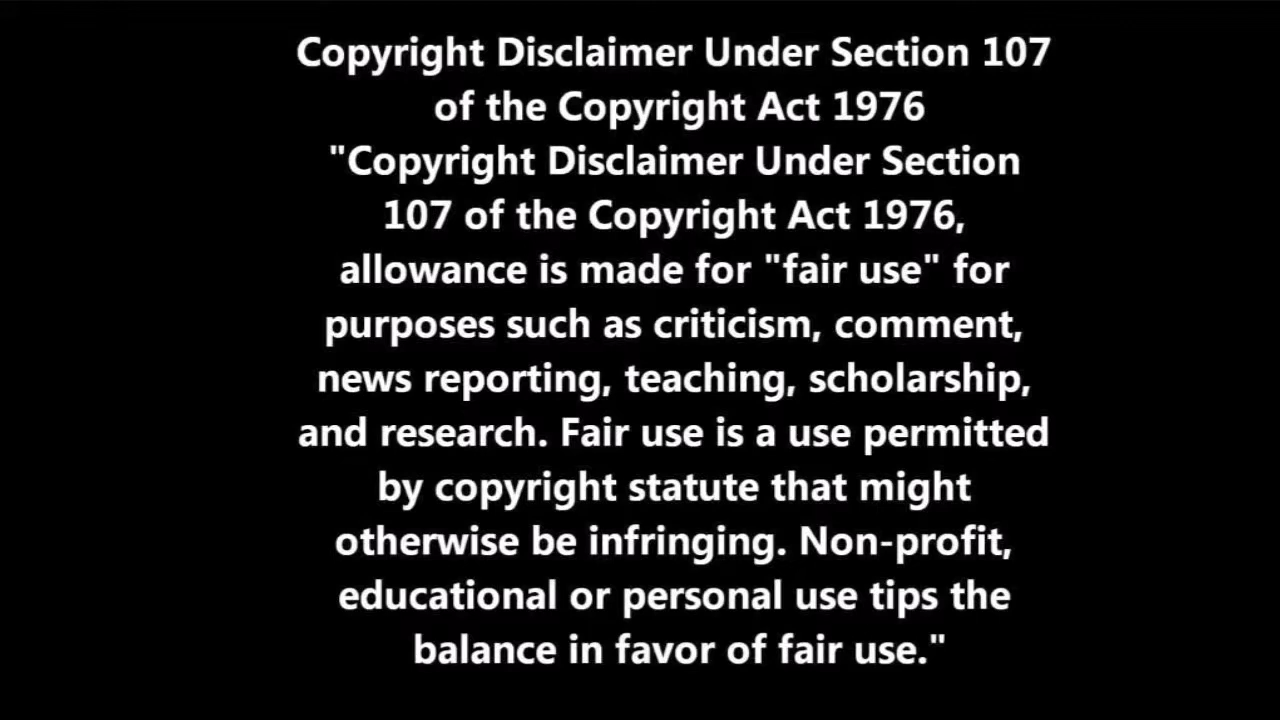 Copyright Disclaimer Under Section 107
of the Copyright Act 1976
"Copyright Disclaimer Under Section
107 of the Copyright Act 1976,
allowance is made for "fair use" for
purposes such as criticism, comment,
news reporting, teaching, scholarship,
and research. Fair use is a use permitted
by copyright statute that might
otherwise be infringing. Non-profit,
educational or personal use tips the
balance in favor of fair use."